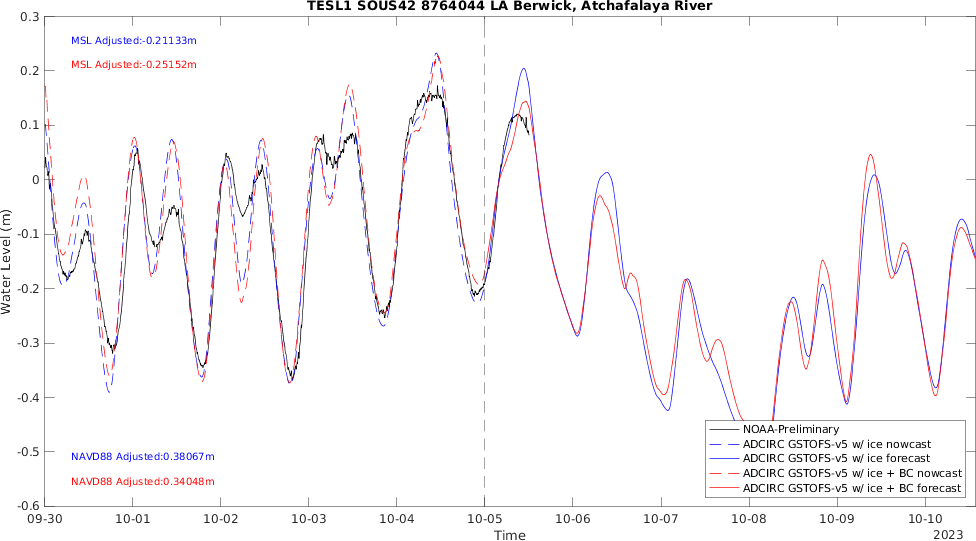 TESL1 SOUS42 8764044 LA Berwick, Atchafalaya River
MSL Adjusted:-0.21133m
MSL Adjusted:-0.25152m
0.3
0.2
0.1
0
-0.1
-0.2
-0.3
-0.4
-0.5
-0.6
Water Level (m)
NAVD88 Adjusted:0.38067m
NAVD88 Adjusted:0.34048m
NOAA-Preliminary
ADCIRC GSTOFS-v5 w/ ice nowcast
ADCIRC GSTOFS-v5 w/ ice forecast
ADCIRC GSTOFS-v5 w/ ice + BC nowcast
ADCIRC GSTOFS-v5 w/ ice + BC forecast
09-30 10-01 10-02 10-03 10-04 10-05 10-06 10-07 10-08 10-09 10-10
Time
2023